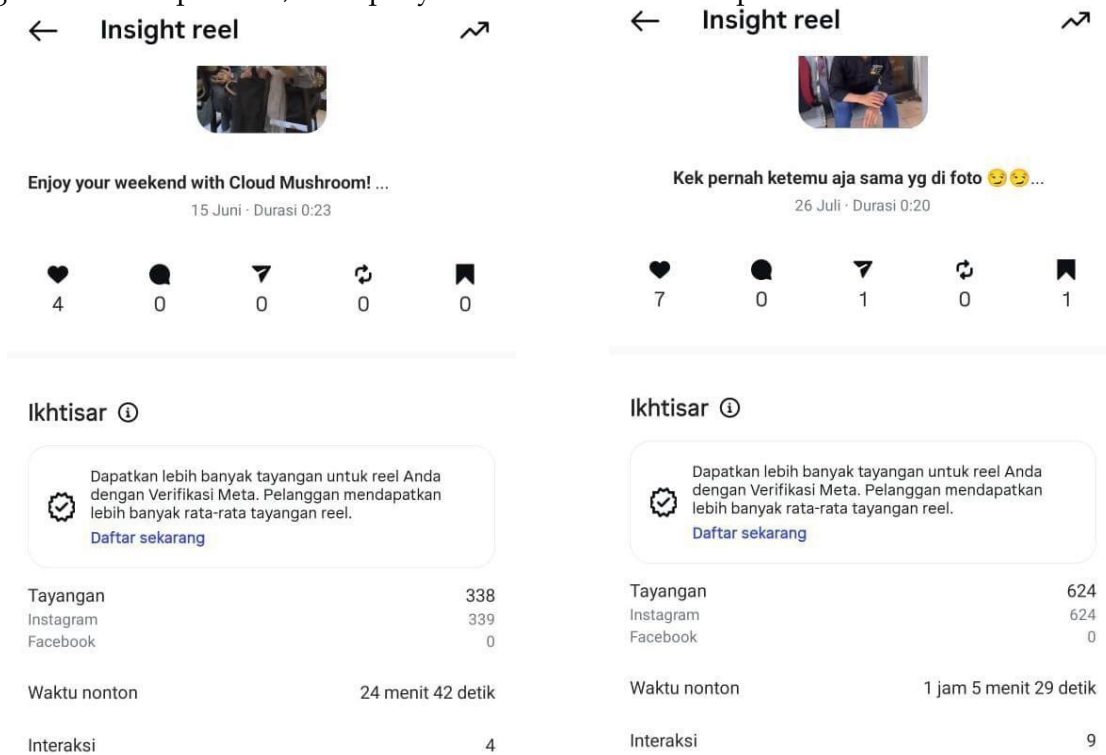 Insight reel
Enjoy your weekend with Cloud Mushroom! ...
15 Juni · Durasi 0:23
4 0 0 0 0
Ikhtisar
Dapatkan lebih banyak tayangan untuk reel Anda
dengan Verifikasi Meta. Pelanggan mendapatkan
lebih banyak rata-rata tayangan reel.
Daftar sekarang
Tayangan 338
Instagram 339
Facebook 0
Waktu nonton 24 menit 42 detik
Interaksi 4
Insight reel
Kek pernah ketemu aja sama yg di foto 😏😏...
26 Juli · Durasi 0:20
7 0 1 0 1
Ikhtisar
Dapatkan lebih banyak tayangan untuk reel Anda
dengan Verifikasi Meta. Pelanggan mendapatkan
lebih banyak rata-rata tayangan reel.
Daftar sekarang
Tayangan 624
Instagram 624
Facebook 0
Waktu nonton 1 jam 5 menit 29 detik
Interaksi 9